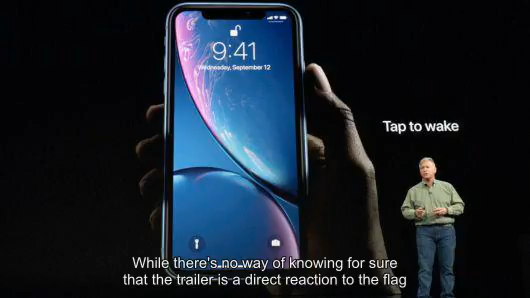 9:41
Wednesday, September 12
Tap to wake
While there's no way of knowing for sure
that the trailer is a direct reaction to the flag